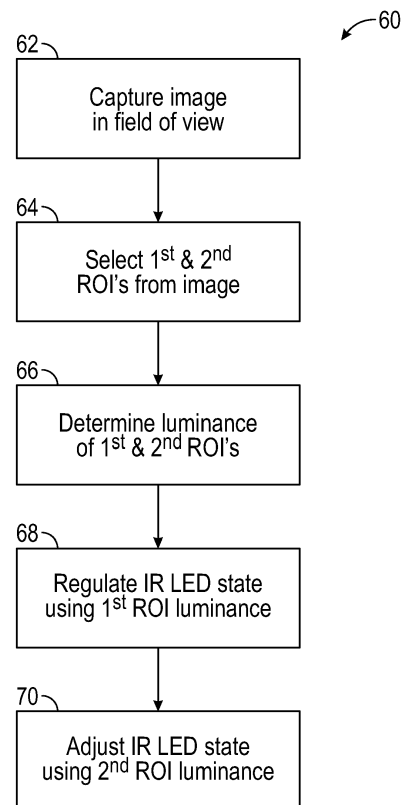 60
62
Capture image
in field of view
64
Select 1st & 2nd
ROI's from image
66
Determine luminance
of 1st & 2nd ROI's
68
Regulate IR LED state
using 1st ROI luminance
70
Adjust IR LED state
using 2nd ROI luminance